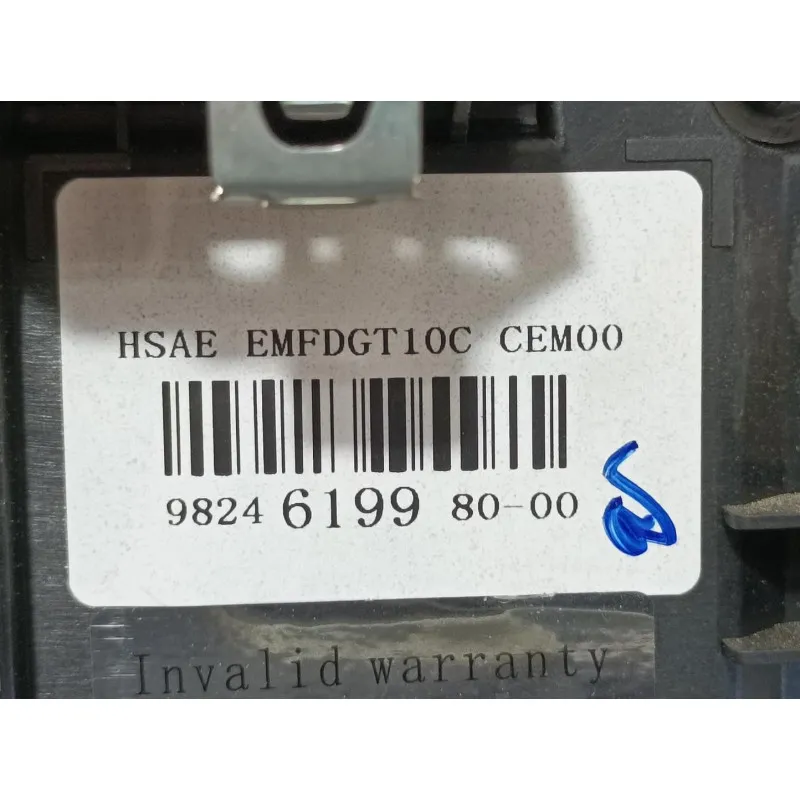 HSAE EMFDGT10C CEM00
9824 6199 80-00
Invalid warranty